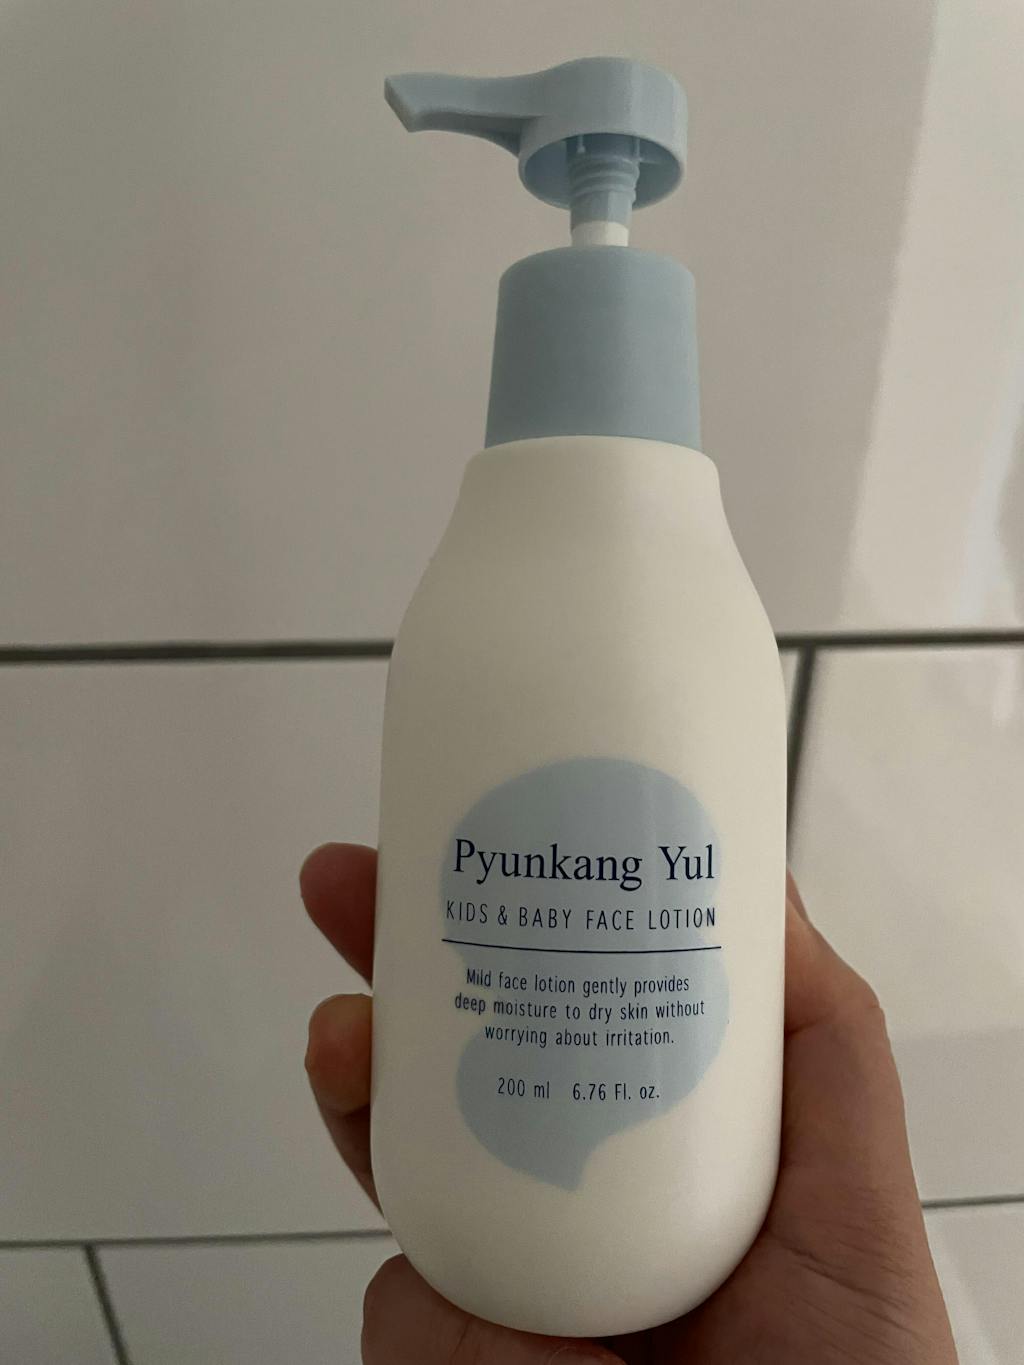 Pyunkang Yul
KIDS & BABY FACE LOTION
Mild face lotion gently provides
deep moisture to dry skin without
worrying about irritation.
200 ml 6.76 Fl. oz.